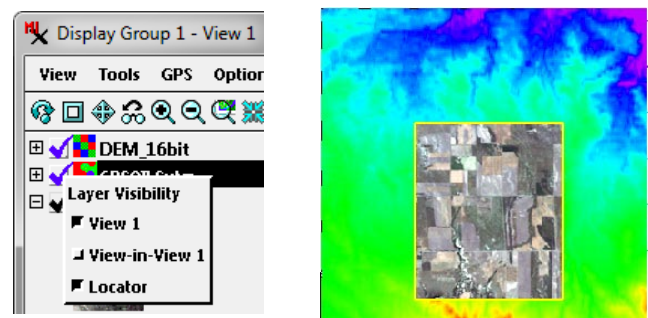 Display Group 1 - View 1
View Tools GPS Option
DEM_16bit
Layer Visibility
View 1
View-in-View 1
Locator